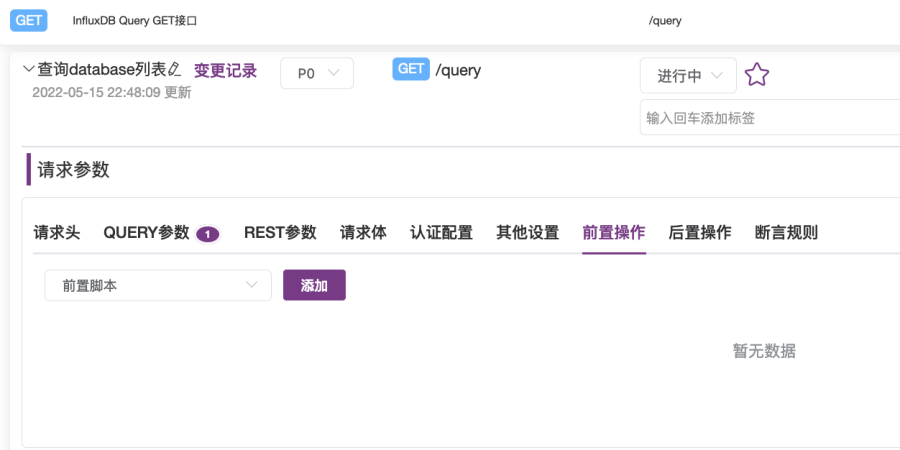 GET InfluxDB Query GET接口 /query
查询database列表 变更记录 P0 GET /query 进行中
2022-05-15 22:48:09 更新
输入回车添加标签
请求参数
请求头 QUERY参数 1 REST参数 请求体 认证配置 其他设置 前置操作 后置操作 断言规则
前置脚本 添加
暂无数据